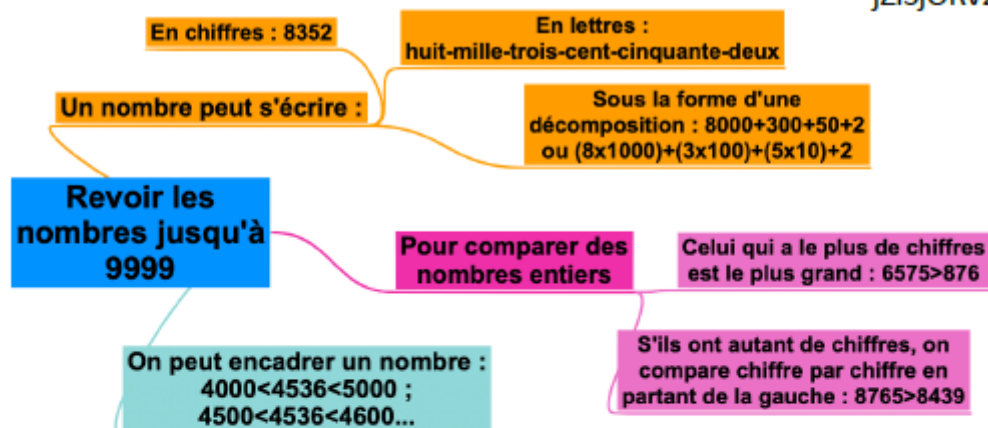 En chiffres : 8352
En lettres :
huit-mille-trois-cent-cinquante-deux
Un nombre peut s'écrire :
Sous la forme d'une
décomposition : 8000+300+50+2
ou (8x1000)+(3x100)+(5x10)+2
Revoir les
nombres jusqu'à
9999
Pour comparer des
nombres entiers
Celui qui a le plus de chiffres
est le plus grand : 6575>876
S'ils ont autant de chiffres, on
compare chiffre par chiffre en
partant de la gauche : 8765>8439
On peut encadrer un nombre :
4000<4536<5000 ;
4500<4536<4600...